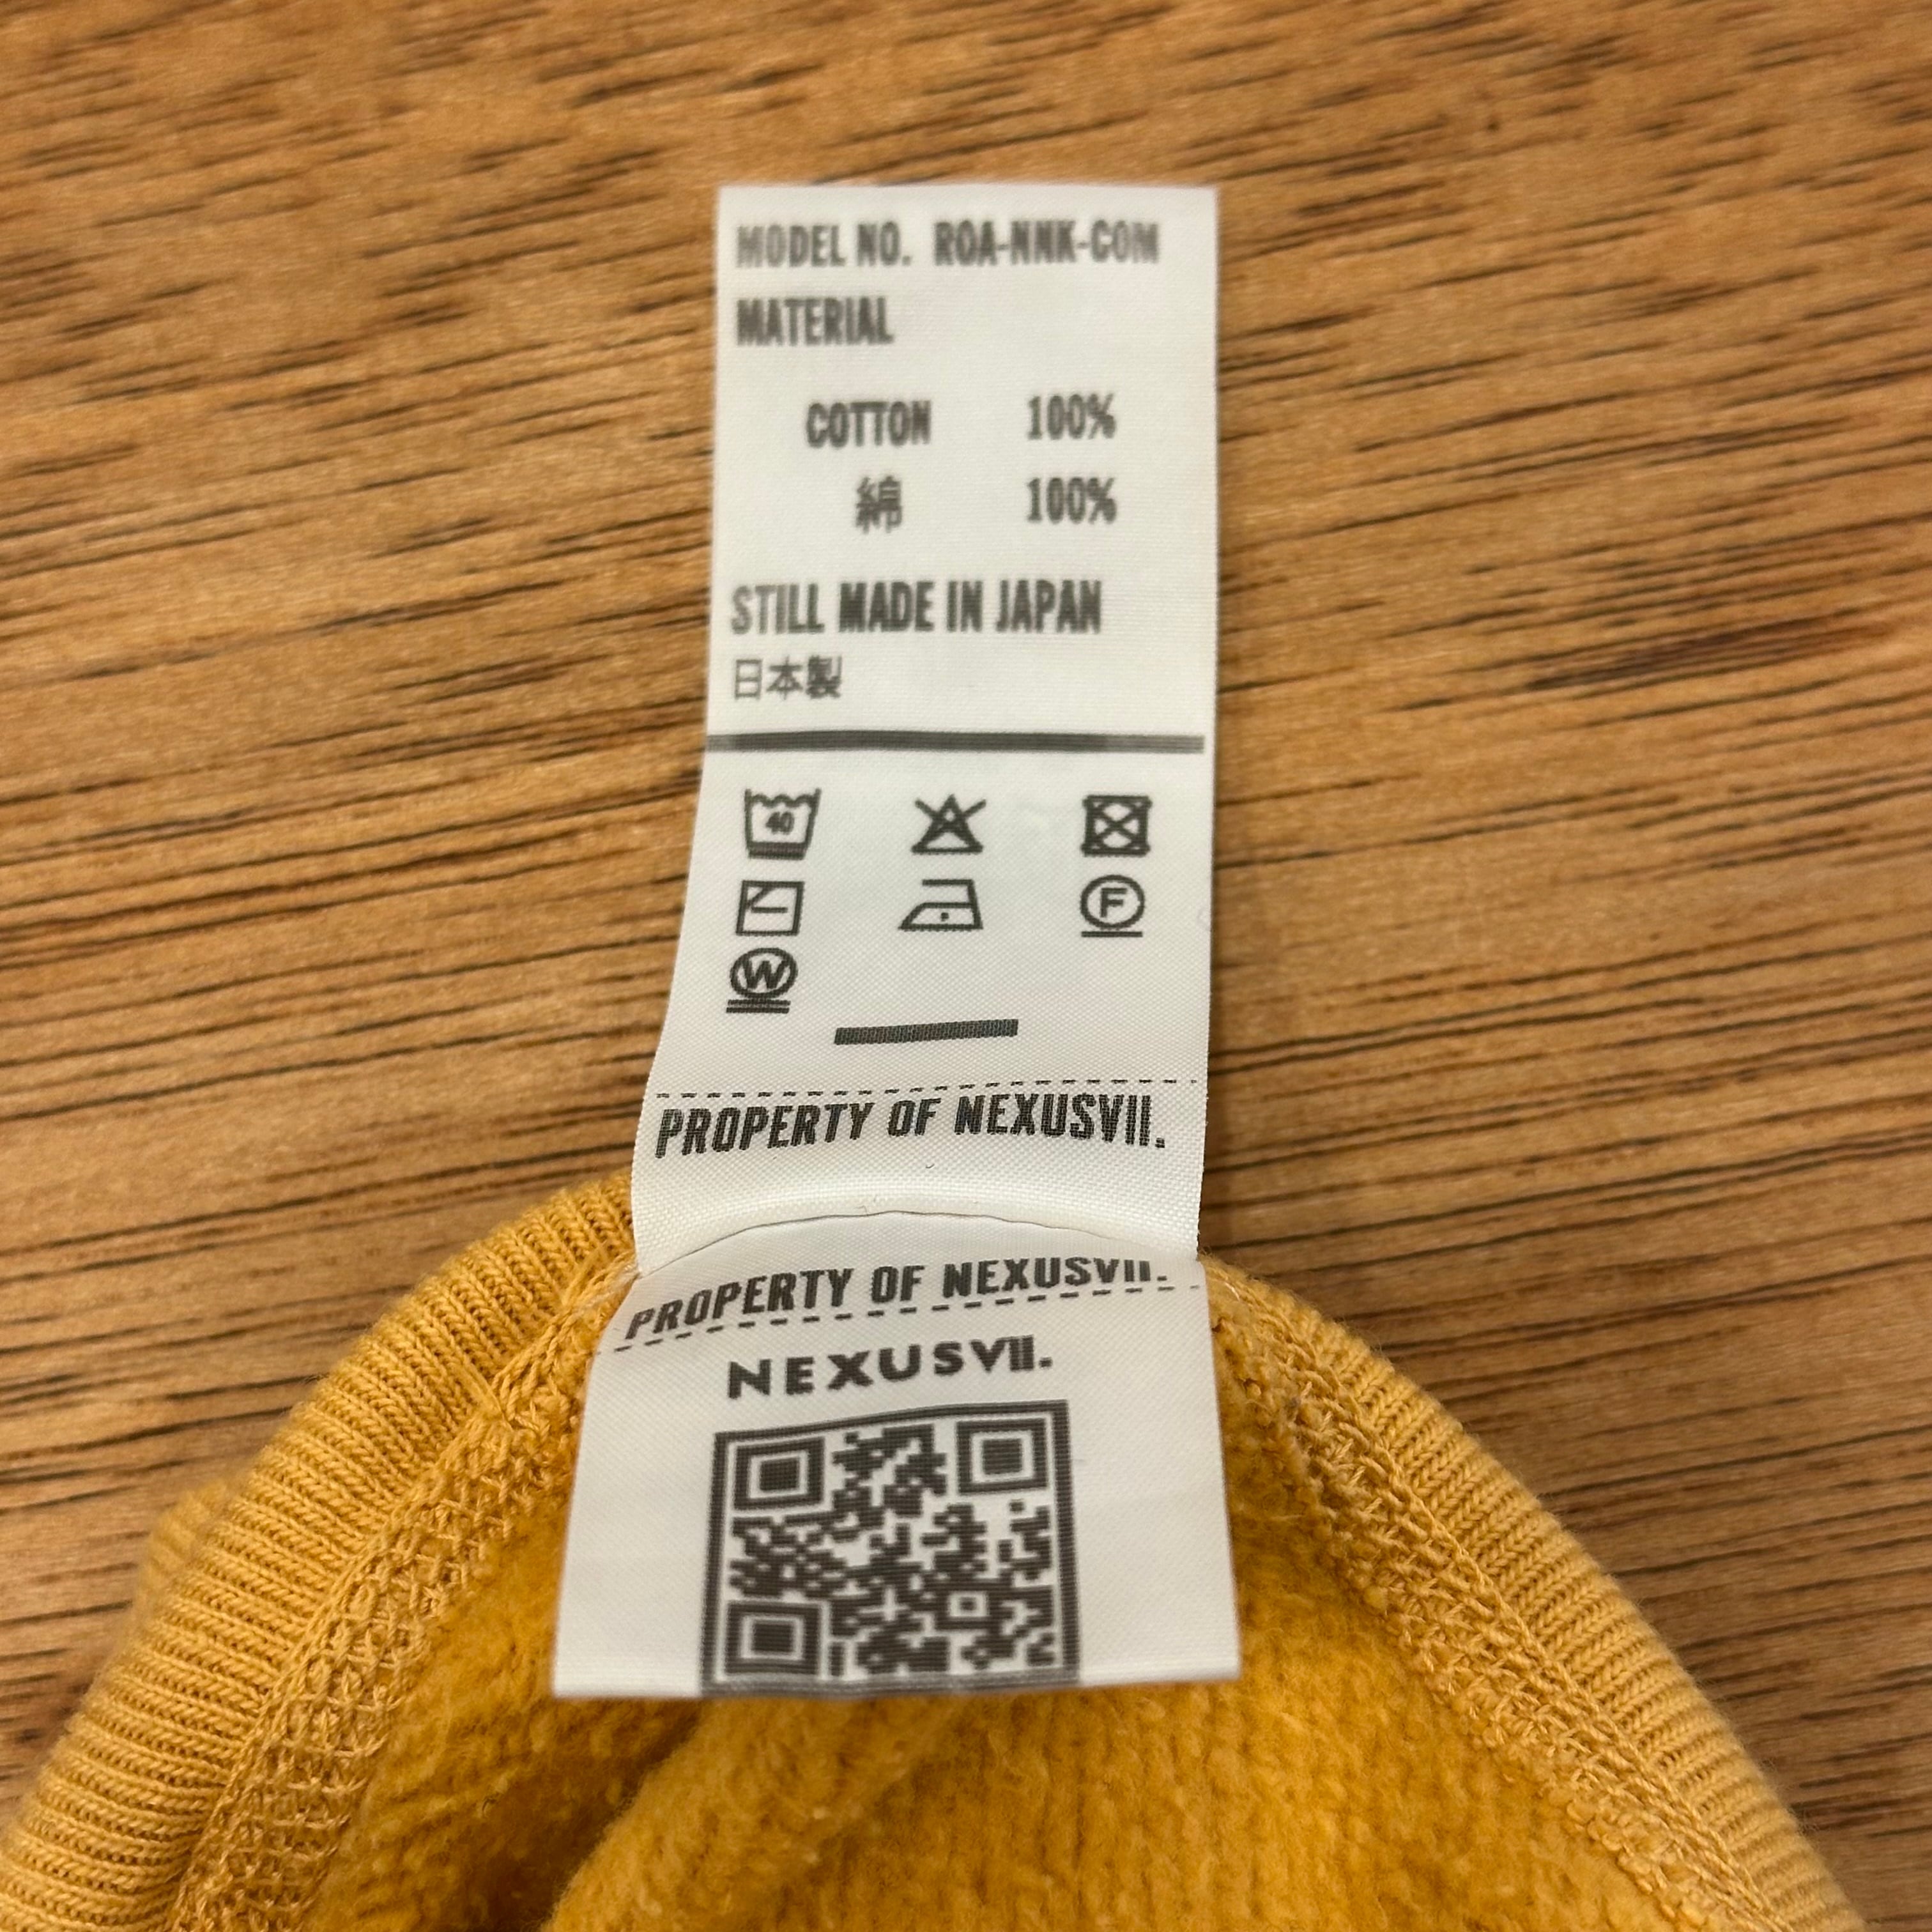 MODEL NO. ROA-NNK-COM
MATERIAL
COTTON 100%
綿 100%
STILL MADE IN JAPAN
日本製
40
F
W
PROPERTY OF NEXUSVII.
PROPERTY OF NEXUSVII.
NEXUSVII.